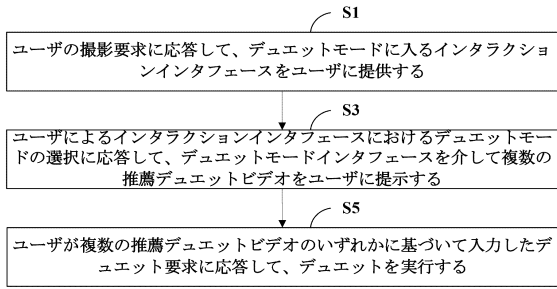 S1
ユーザの撮影要求に応答して、デュエットモードに入るインタラクショ
ンインタフェースをユーザに提供する
S3
ユーザによるインタラクションインタフェースにおけるデュエットモー
ドの選択に応答して、デュエットモードインタフェースを介して複数の
推薦デュエットビデオをユーザに提示する
S5
ユーザが複数の推薦デュエットビデオのいずれかに基づいて入力したデ
ュエット要求に応答して、デュエットを実行する